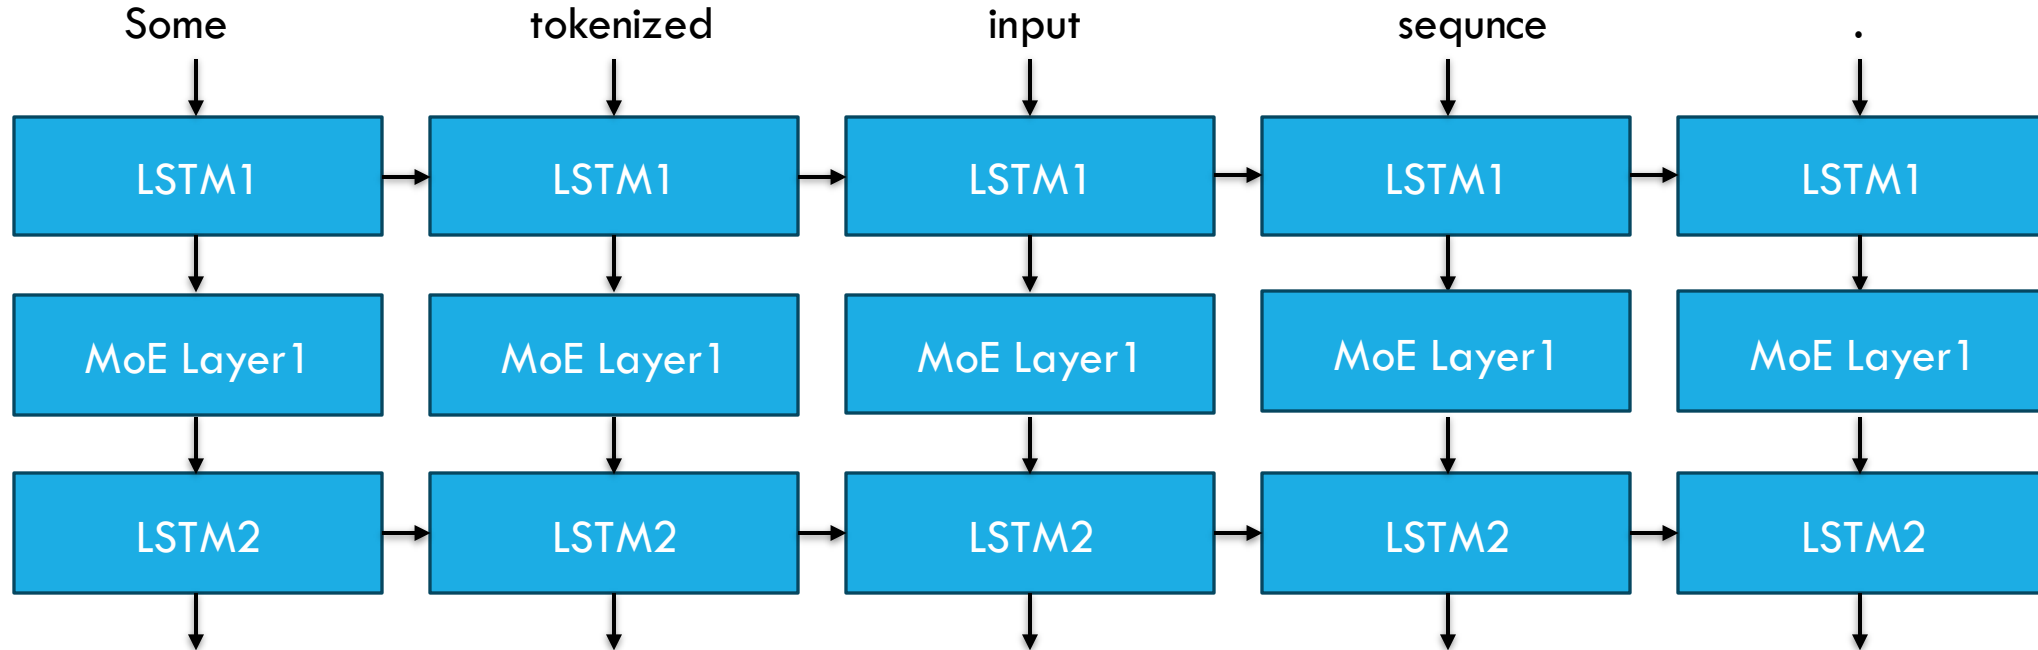 Some tokenized input sequnce .
LSTM1 LSTM1 LSTM1 LSTM1 LSTM1
MoE Layer1 MoE Layer1 MoE Layer1 MoE Layer1 MoE Layer1
LSTM2 LSTM2 LSTM2 LSTM2 LSTM2